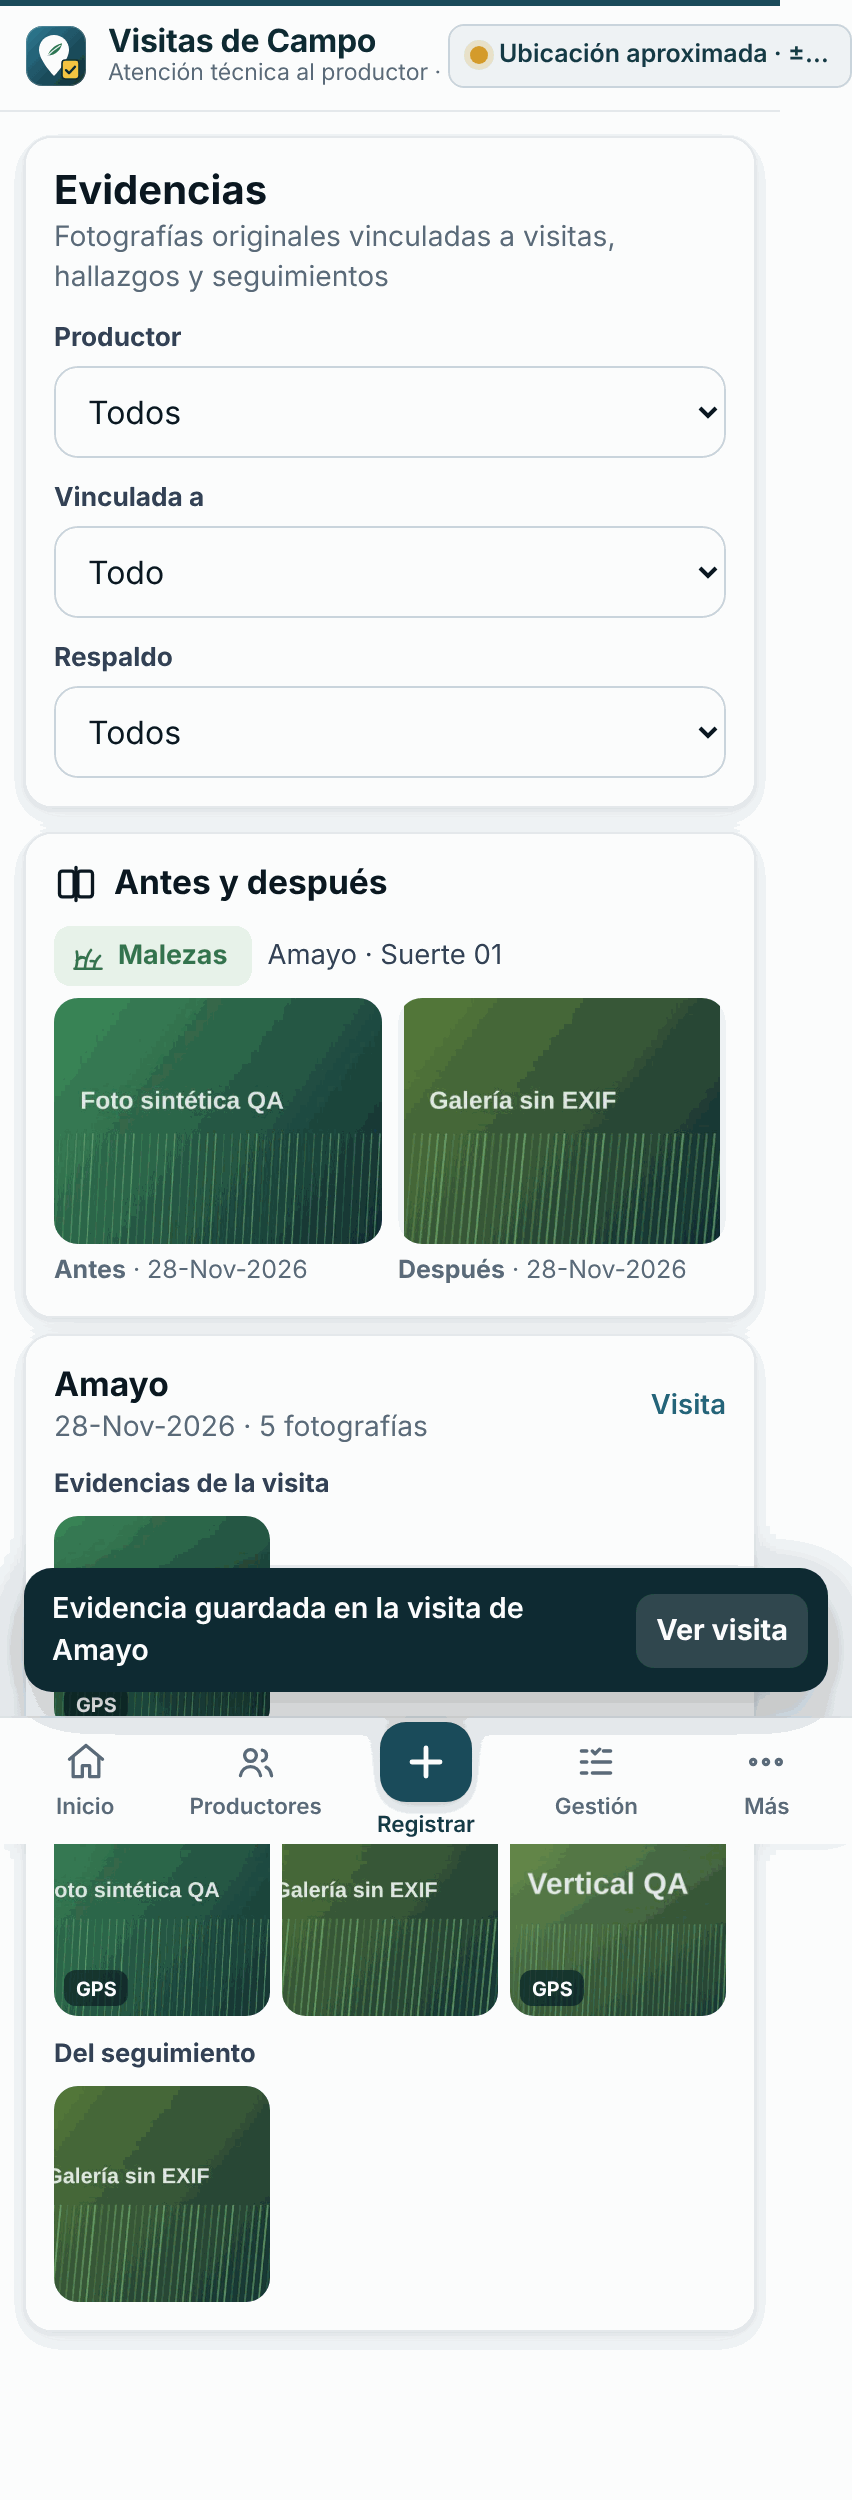 Visitas de Campo
Atención técnica al productor ·
Ubicación aproximada · ±...
Evidencias
Fotografías originales vinculadas a visitas,
hallazgos y seguimientos
Productor
Todos
Vinculada a
Todo
Respaldo
Todos
Antes y después
Malezas
Amayo · Suerte 01
Foto sintética QA
Galería sin EXIF
Antes · 28-Nov-2026
Después · 28-Nov-2026
Amayo
28-Nov-2026 · 5 fotografías
Visita
Evidencias de la visita
Evidencia guardada en la visita de
Amayo
Ver visita
GPS
Inicio
Productores
Registrar
Gestión
Más
oto sintética QA
Galería sin EXIF
Vertical QA
GPS
GPS
Del seguimiento
Galería sin EXIF